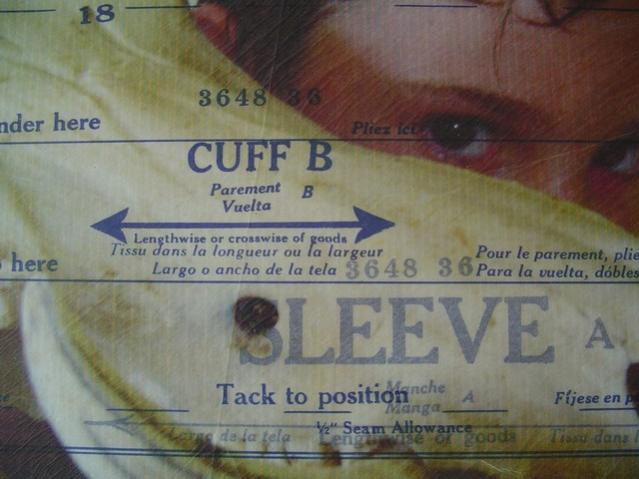 18
3648 36
nder here
Pliez ici
CUFF B
Parement B
Vuelta
Lengthwise or crosswise of goods
Tissu dans la longueur ou la largeur
here
Largo o ancho de la tela
3648 36
Pour le parement, plie
Para la vuelta, dóbles
SLEEVE A
Tack to position
Manche A
Manga
Fíjese en p
½" Seam Allowance
Largo de la tela
Lengthwise of goods
Tissu dans l